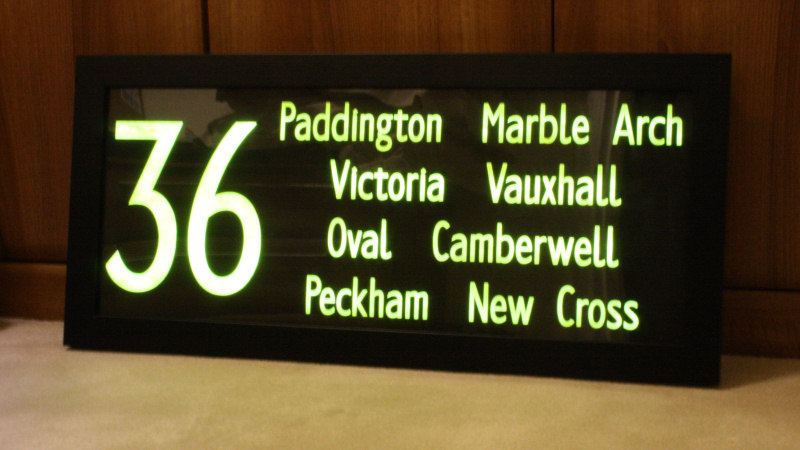 36
Paddington Marble Arch
Victoria Vauxhall
Oval Camberwell
Peckham New Cross